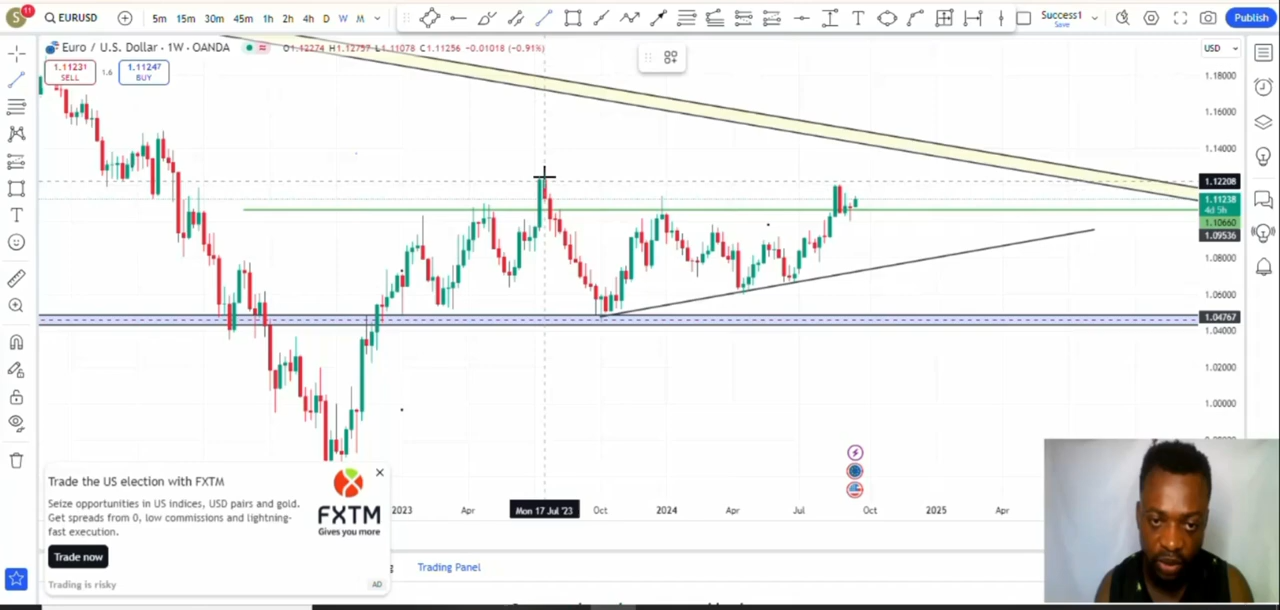 S
11
EURUSD
5m 15m 30m 45m 1h 2h 4h D W M
Success1
Save
Publish
Euro / U.S. Dollar · 1W · OANDA
O1.12274 H1.12757 L1.11078 C1.11256 −0.01018 (−0.91%)
USD
1.11231
SELL
1.6
1.11247
BUY
1.18000
1.16000
1.14000
1.12208
1.11238
4d 5h
1.10660
1.09536
1.08000
1.06000
1.04767
1.04000
1.02000
1.00000
Trade the US election with FXTM
Seize opportunities in US indices, USD pairs and gold.
Get spreads from 0, low commissions and lightning-
fast execution.
FXTM
Gives you more
Trade now
Trading is risky
AD
2023 Apr Mon 17 Jul '23 Oct 2024 Apr Jul Oct 2025 Apr
Trading Panel